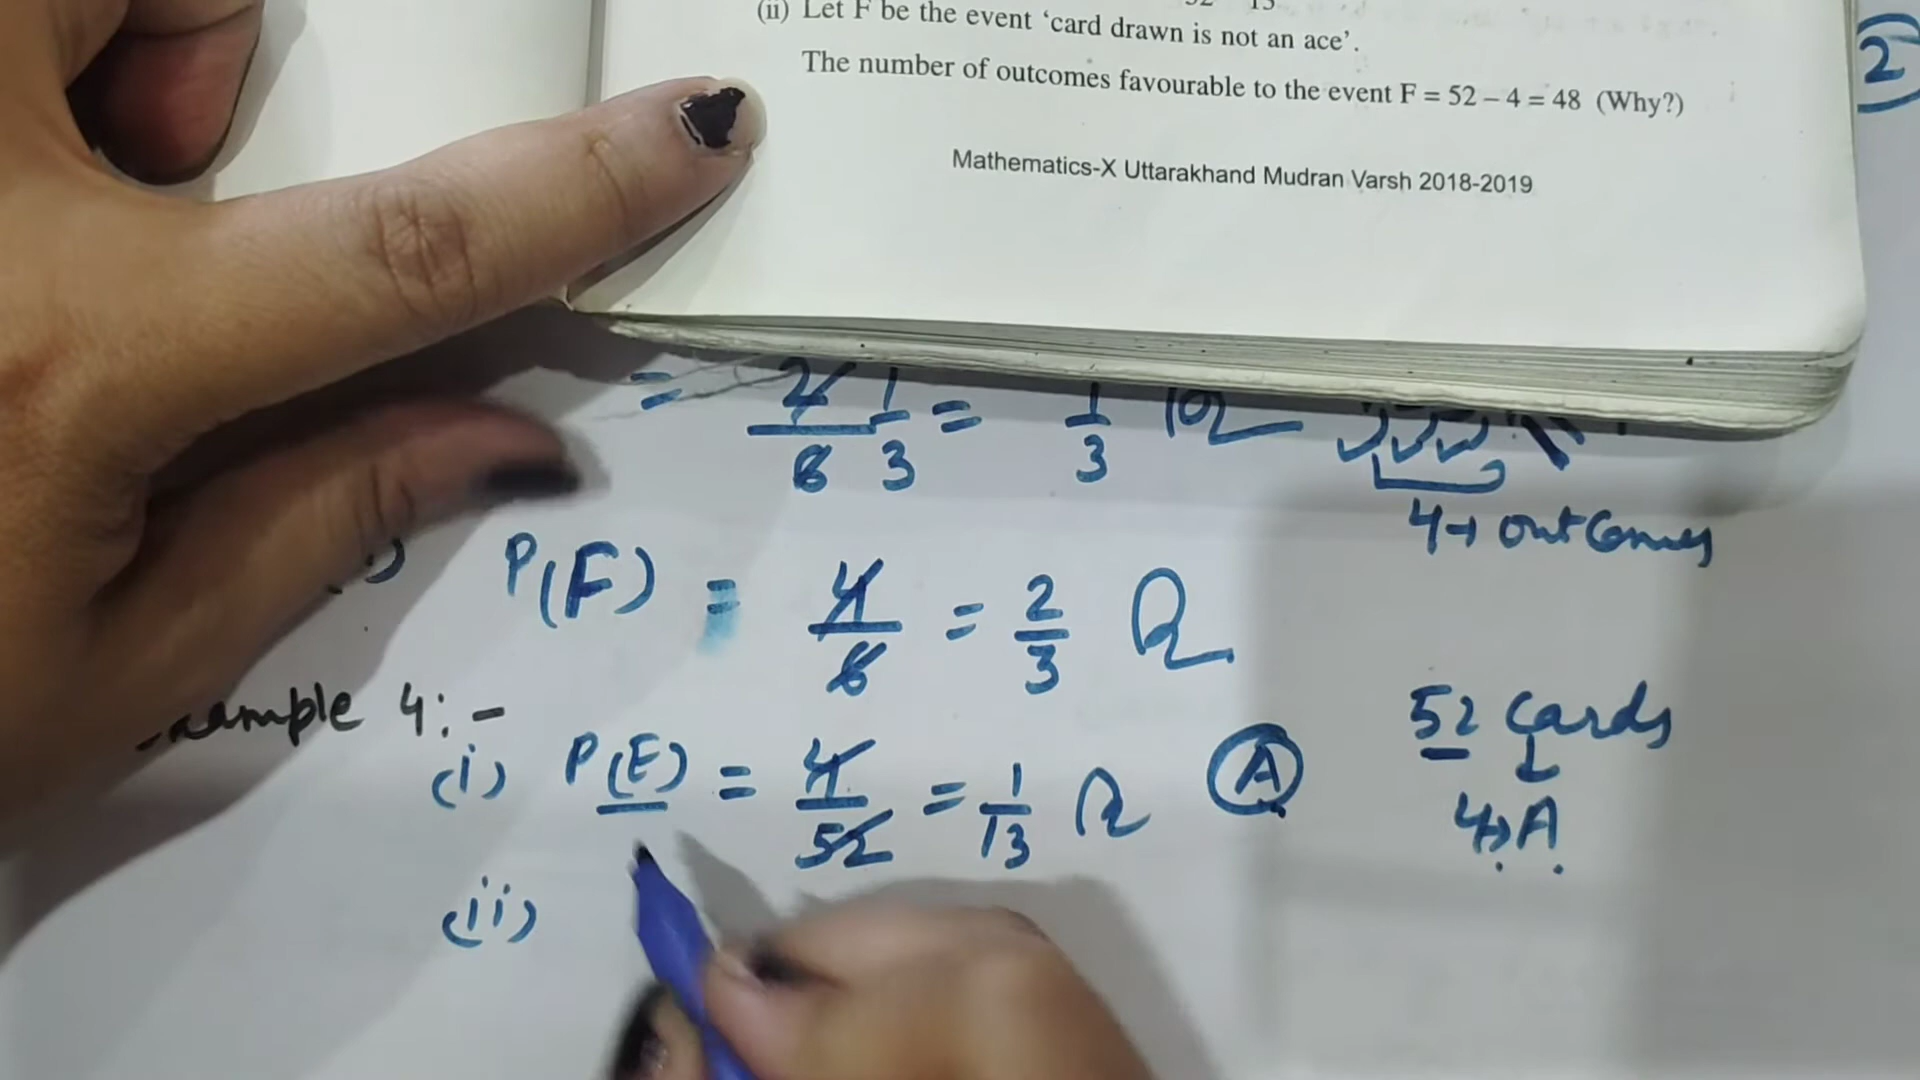 (ii) Let F be the event ‘card drawn is not an ace’.
The number of outcomes favourable to the event F = 52 – 4 = 48 (Why?)
Mathematics-X Uttarakhand Mudran Varsh 2018-2019
2
= 2/6 1/3 = 1/3
4→ outcomes
P(F) = 4/6 = 2/3
52 Cards
4→A
Example 4:-
(i) P(E) = 4/52 = 1/13 A
(ii)